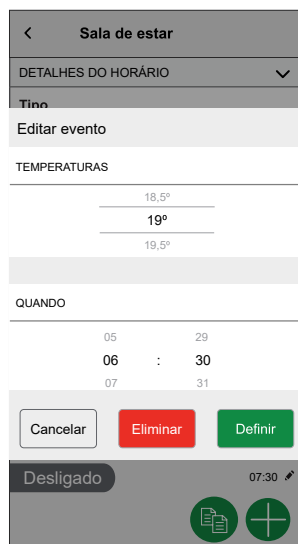 Sala de estar
DETALHES DO HORÁRIO
Tipo
Editar evento
TEMPERATURAS
18,5º
19º
19,5º
QUANDO
05 29
06 : 30
07 31
Cancelar Eliminar Definir
Desligado 07:30